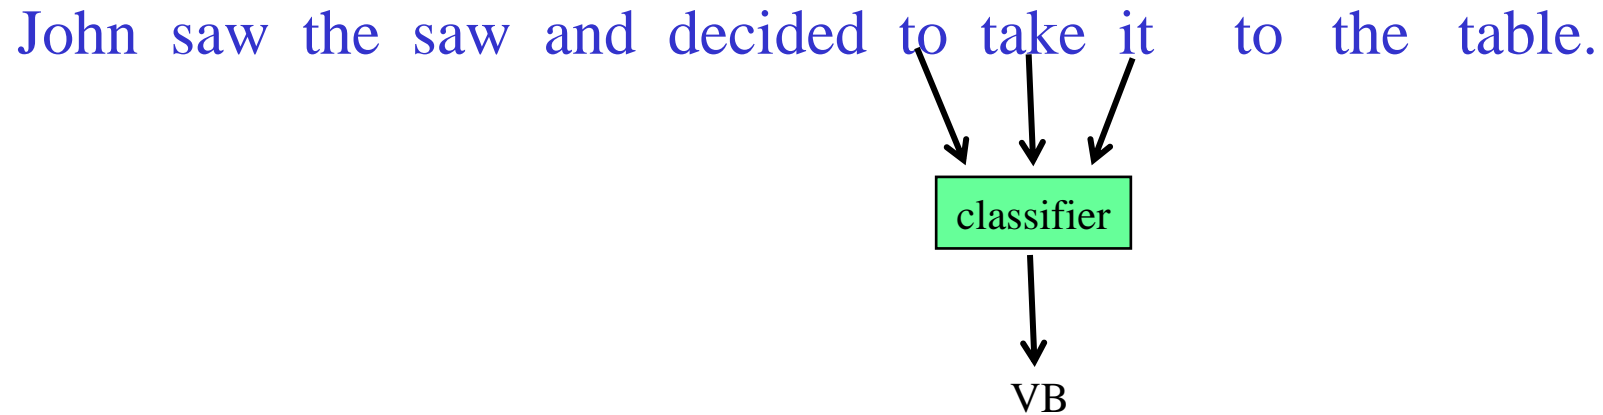 John saw the saw and decided to take it to the table.
classifier
VB